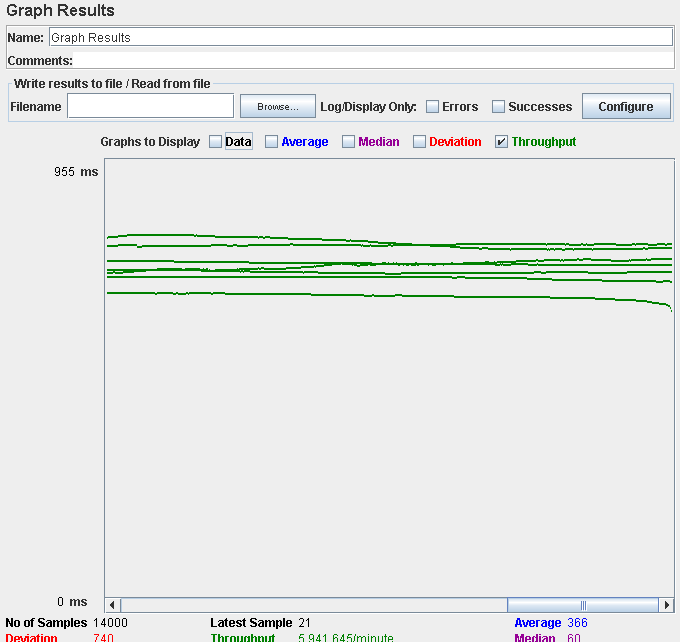 Graph Results
Name: Graph Results
Comments:
Write results to file / Read from file
Filename Browse... Log/Display Only: Errors Successes Configure
Graphs to Display Data Average Median Deviation Throughput
955 ms
0 ms
No of Samples 14000 Latest Sample 21 Average 366
Deviation 740 Throughput 5,941.645/minute Median 60